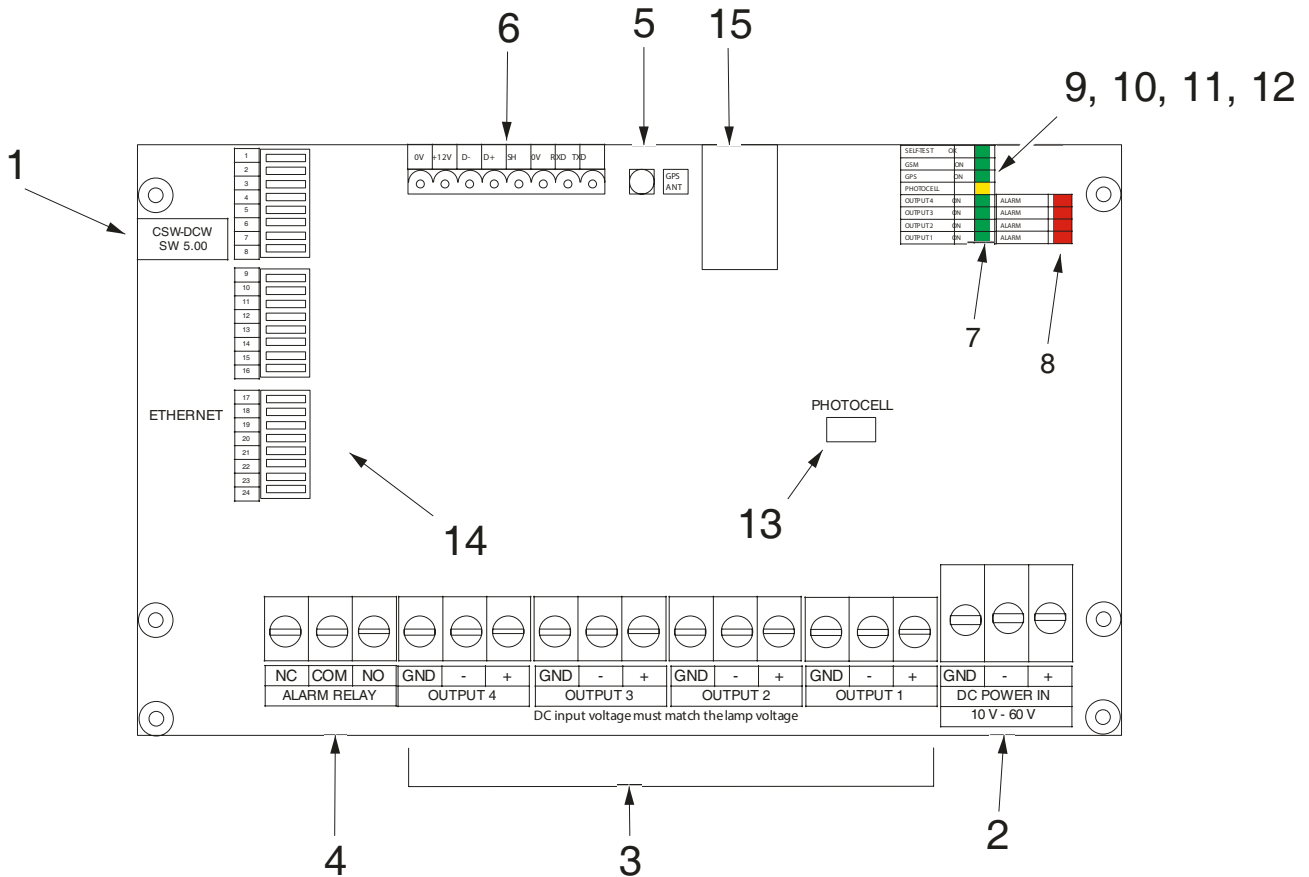 6 5 15
9, 10, 11, 12
1
CSW-DCW
SW 5.00
1
2
3
4
5
6
7
8
9
10
11
12
13
14
15
16
ETHERNET
17
18
19
20
21
22
23
24
14
0V +12V D- D+ SH 0V RXD TXD
GPS
ANT
SELF-TEST OK
GSM ON
GPS ON
PHOTOCELL
OUTPUT4 ON ALARM
OUTPUT3 ON ALARM
OUTPUT2 ON ALARM
OUTPUT1 ON ALARM
7
8
PHOTOCELL
13
NC COM NO GND - + GND - + GND - + GND - + GND - +
ALARM RELAY OUTPUT 4 OUTPUT 3 OUTPUT 2 OUTPUT 1 DC POWER IN
DC input voltage must match the lamp voltage
10 V - 60 V
4 3 2